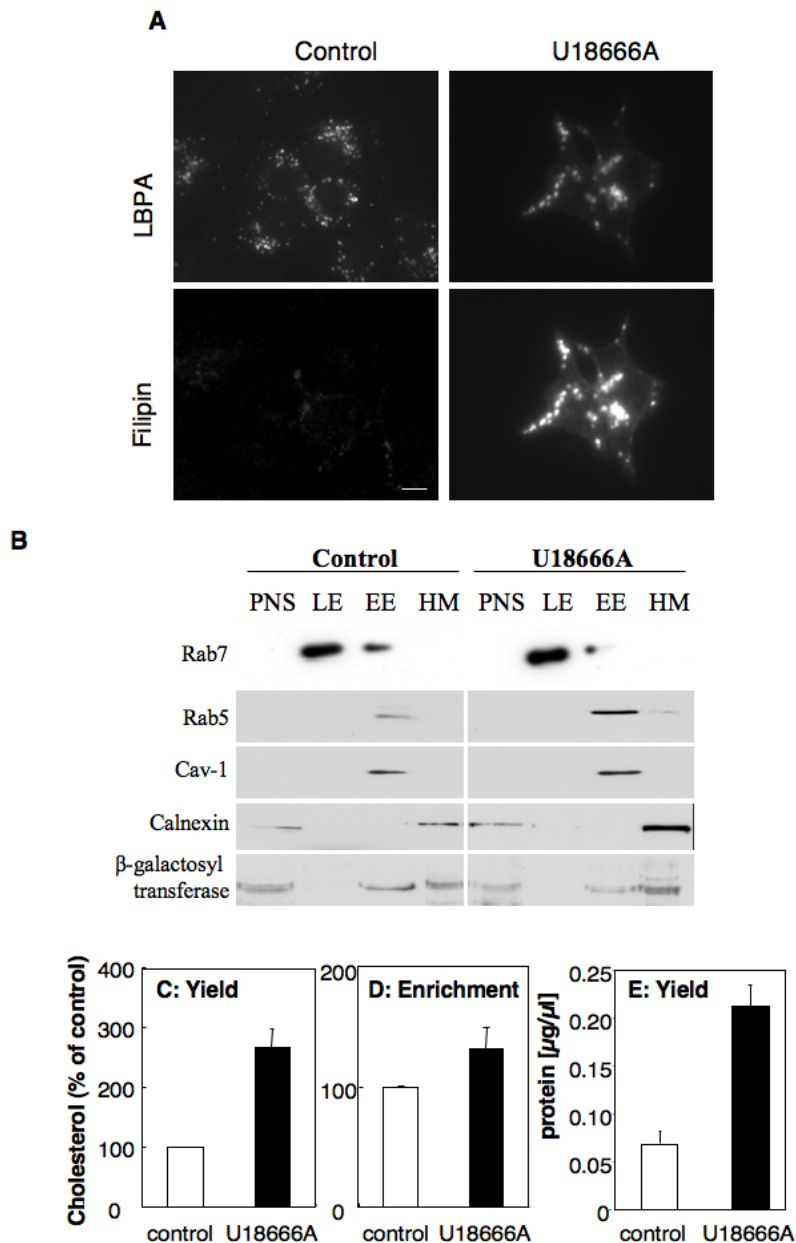 A
Control U18666A
LBPA
Filipin
B
Control U18666A
PNS LE EE HM PNS LE EE HM
Rab7
Rab5
Cav-1
Calnexin
β-galactosyl
transferase
Cholesterol (% of control)
400
300
200
100
0
C: Yield
control U18666A
200
100
0
D: Enrichment
control U18666A
protein [µg/µl]
0.25
0.20
0.15
0.10
0.05
0
E: Yield
control U18666A